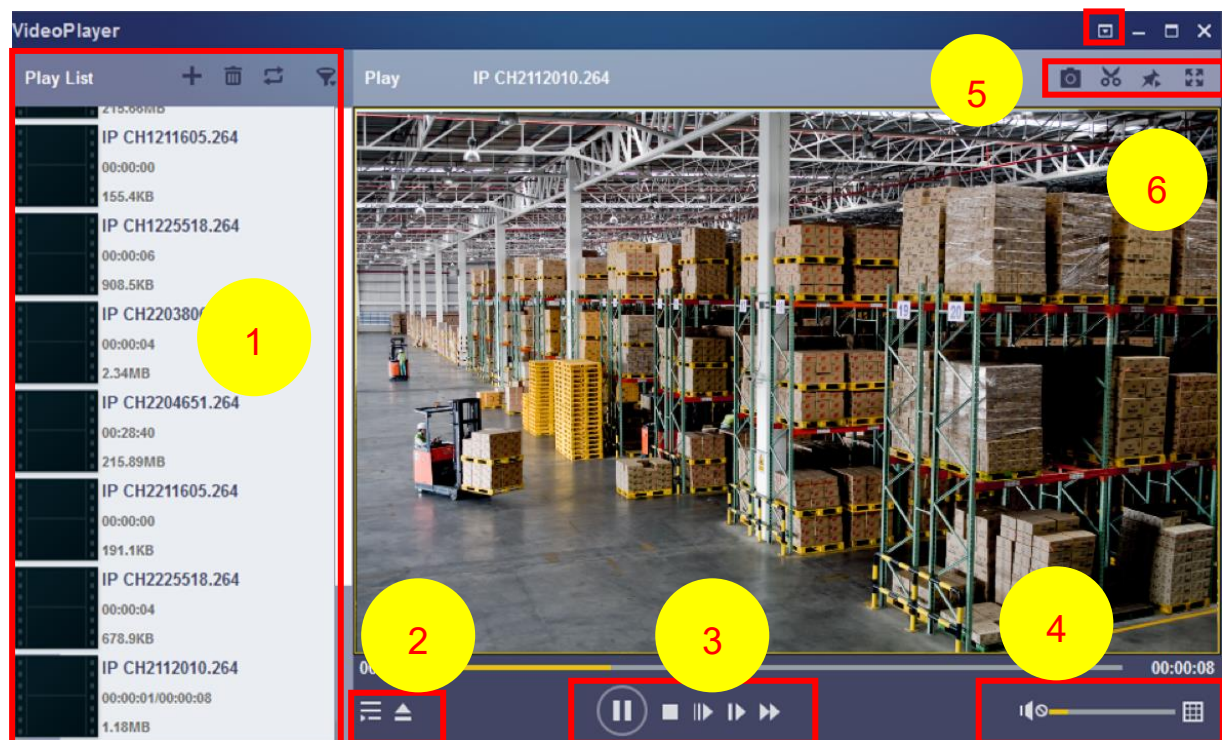 VideoPlayer
Play List
Play IP CH2112010.264
215.66MB
IP CH1211605.264
00:00:00
155.4KB
IP CH1225518.264
00:00:06
908.5KB
00:00:04
2.34MB
IP CH2204651.264
00:28:40
215.89MB
IP CH2211605.264
00:00:00
191.1KB
IP CH2225518.264
00:00:04
678.9KB
IP CH2112010.264
00:00:01/00:00:08
1.18MB
1
2
3
4
5
6
19
20
00:00:08